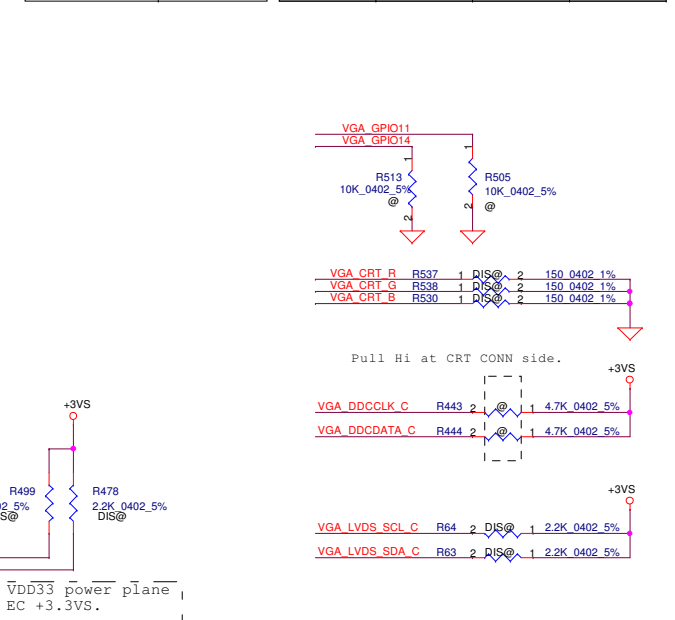 VGA_GPIO11
VGA_GPIO14
1
1
R513
10K_0402_5%
@
R505
10K_0402_5%
@
2
2
VGA_CRT_R R537 1 DIS@ 2 150_0402_1%
VGA_CRT_G R538 1 DIS@ 2 150_0402_1%
VGA_CRT_B R530 1 DIS@ 2 150_0402_1%
Pull Hi at CRT CONN side.
+3VS
VGA_DDCCLK_C R443 2 @ 1 4.7K_0402_5%
VGA_DDCDATA_C R444 2 @ 1 4.7K_0402_5%
+3VS
R499
02_5%
S@
R478
2.2K_0402_5%
DIS@
+3VS
VGA_LVDS_SCL_C R64 2 DIS@ 1 2.2K_0402_5%
VGA_LVDS_SDA_C R63 2 DIS@ 1 2.2K_0402_5%
VDD33 power plane
EC +3.3VS.